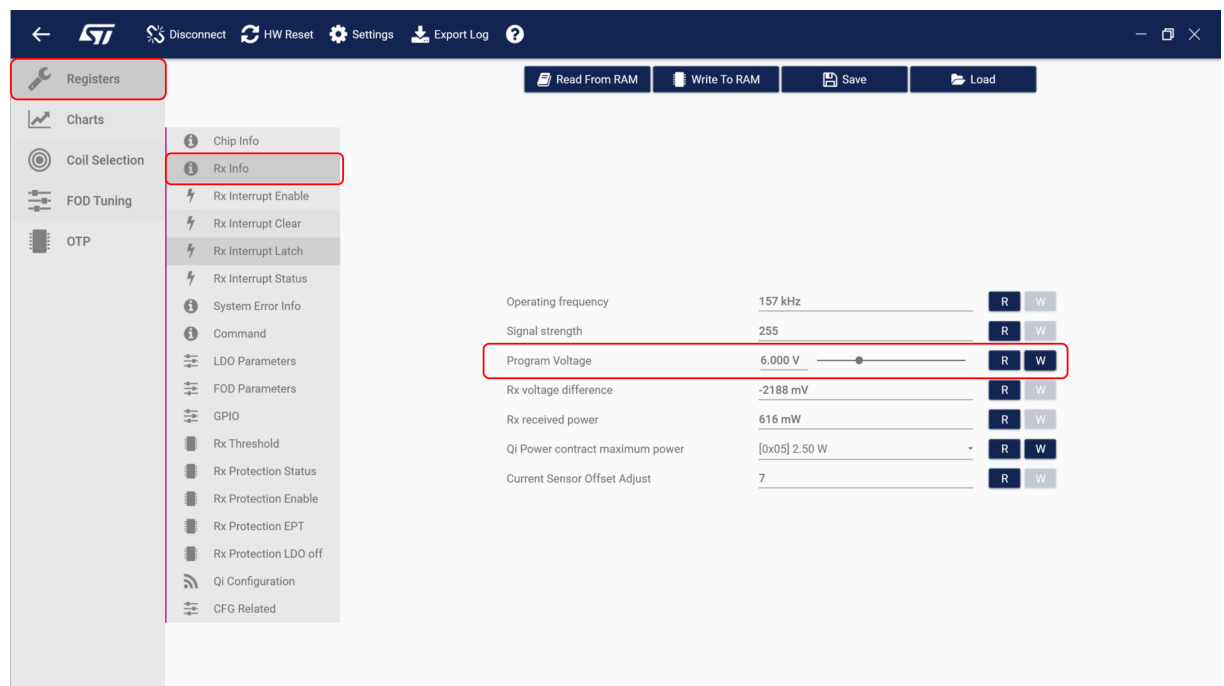 ST Disconnect HW Reset Settings Export Log ?
Registers
Charts
Coil Selection
FOD Tuning
OTP
Chip Info
Rx Info
Rx Interrupt Enable
Rx Interrupt Clear
Rx Interrupt Latch
Rx Interrupt Status
System Error Info
Command
LDO Parameters
FOD Parameters
GPIO
Rx Threshold
Rx Protection Status
Rx Protection Enable
Rx Protection EPT
Rx Protection LDO off
Qi Configuration
CFG Related
Read From RAM Write To RAM Save Load
Operating frequency 157 kHz R W
Signal strength 255 R W
Program Voltage 6.000 V R W
Rx voltage difference -2188 mV R W
Rx received power 616 mW R W
Qi Power contract maximum power [0x05] 2.50 W R W
Current Sensor Offset Adjust 7 R W